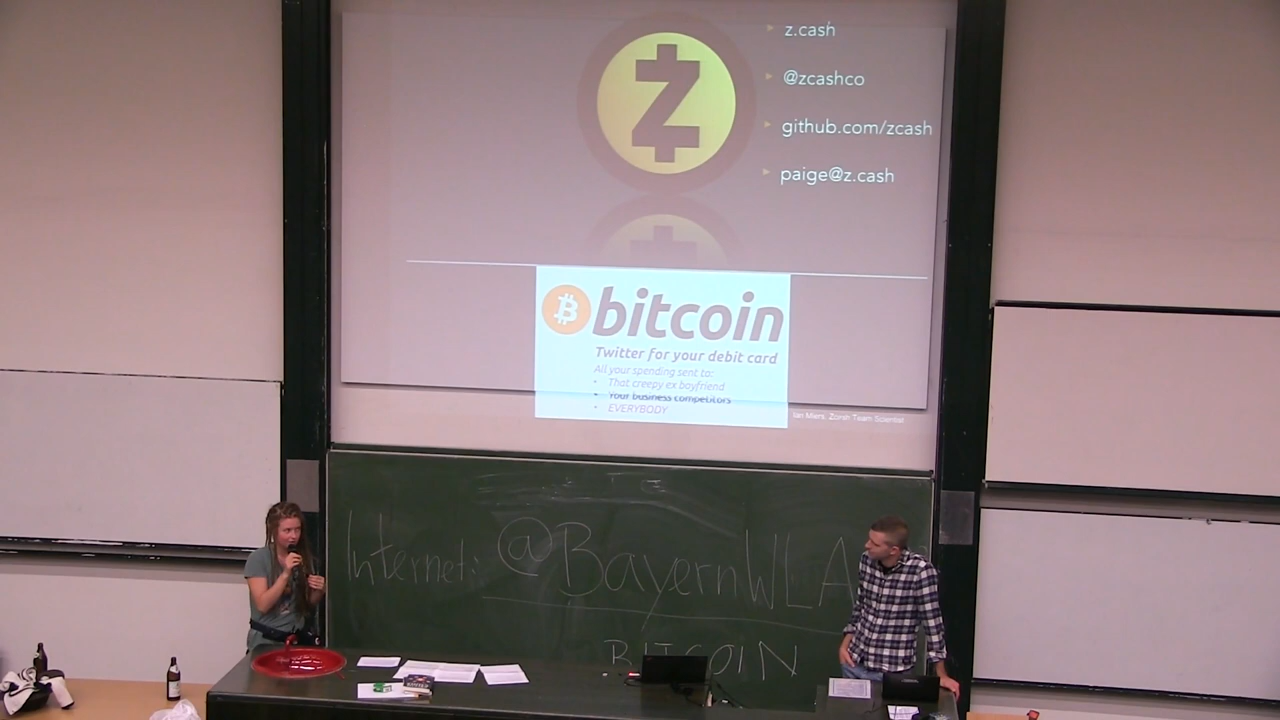 z.cash
@zcashco
github.com/zcash
paige@z.cash
bitcoin
Twitter for your debit card
All your spending sent to:
• That creepy ex boyfriend
• Your business competitors
• EVERYBODY
Ian Miers, Zcash Team Scientist
Internet: @BayernWLA
BITCOIN